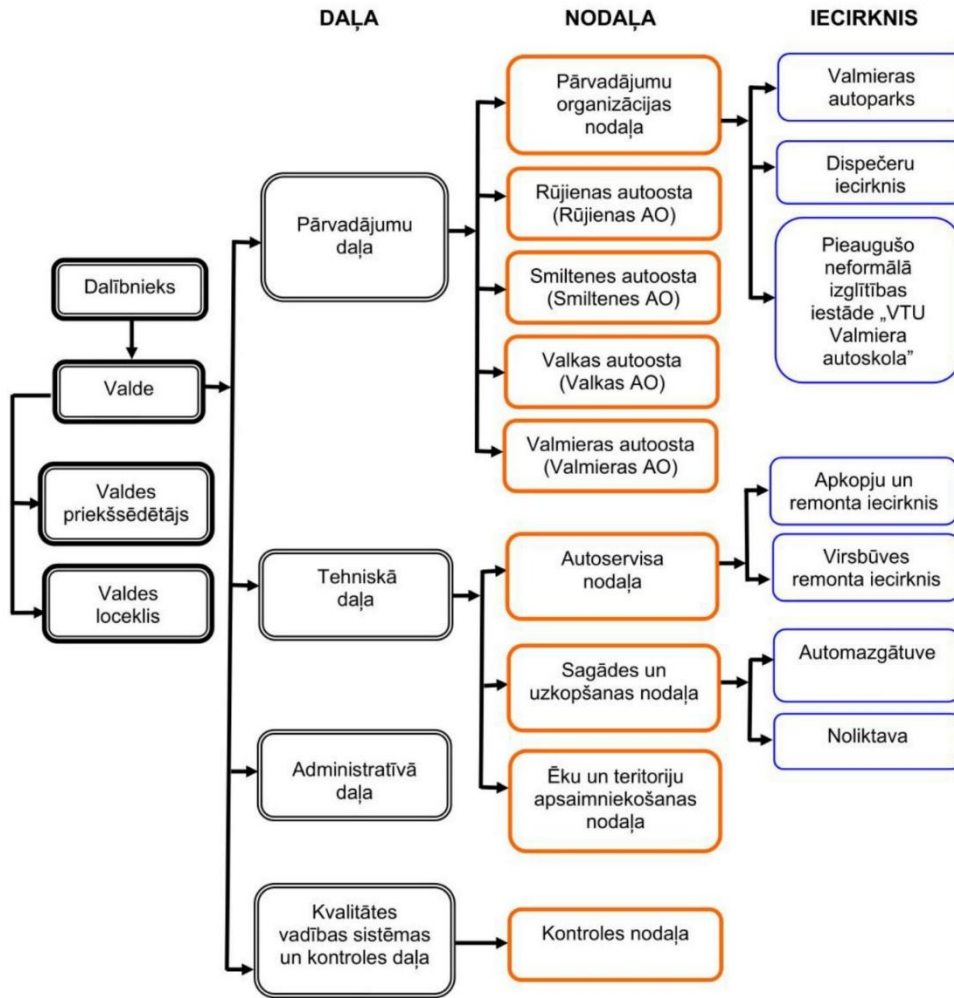 DAĻA
NODAĻA
IECIRKNIS
Dalībnieks
Valde
Valdes
priekšsēdētājs
Valdes
loceklis
Pārvadājumu
daļa
Tehniskā
daļa
Administratīvā
daļa
Kvalitātes
vadības sistēmas
un kontroles daļa
Pārvadājumu
organizācijas
nodaļa
Rūjienas autoosta
(Rūjienas AO)
Smiltenes autoosta
(Smiltenes AO)
Valkas autoosta
(Valkas AO)
Valmieras autoosta
(Valmieras AO)
Autoservisa
nodaļa
Sagādes un
uzkopšanas nodaļa
Ēku un teritoriju
apsaimniekošanas
nodaļa
Kontroles nodaļa
Valmieras
autoparks
Dispečeru
iecirknis
Pieaugušo
neformālā
izglītības
iestāde „VTU
Valmiera
autoskola”
Apkopju un
remonta iecirknis
Virsbūves
remonta iecirknis
Automazgātuve
Noliktava